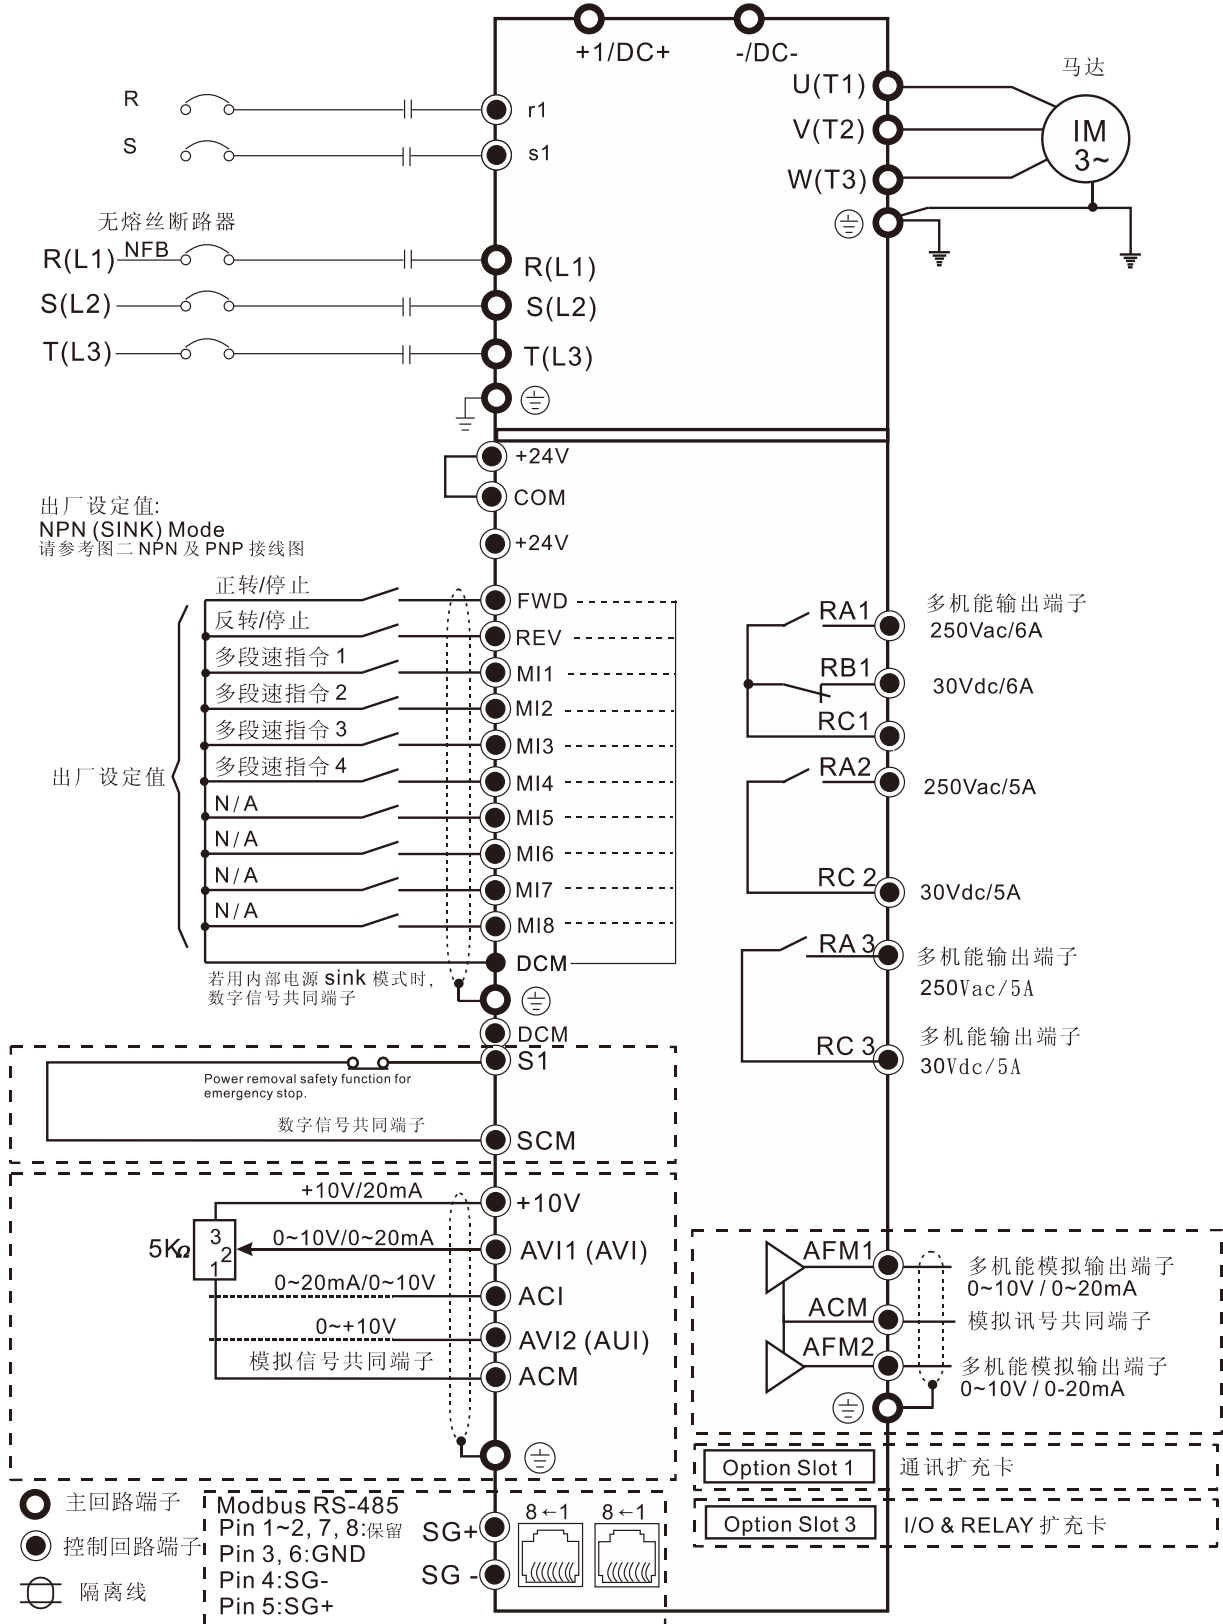 +1/DC+
-/DC-
马达
U(T1)
V(T2)
W(T3)
IM
3~
R
r1
S
s1
无熔丝断路器
R(L1)
NFB
R(L1)
S(L2)
S(L2)
T(L3)
T(L3)
+24V
COM
+24V
出厂设定值:
NPN (SINK) Mode
请参考图二 NPN 及 PNP 接线图
出厂设定值
正转/停止
FWD
反转/停止
REV
多段速指令 1
MI1
多段速指令 2
MI2
多段速指令 3
MI3
多段速指令 4
MI4
N/A
MI5
N/A
MI6
N/A
MI7
N/A
MI8
DCM
若用内部电源 sink 模式时,
数字信号共同端子
DCM
RA1
多机能输出端子
250Vac/6A
RB1
30Vdc/6A
RC1
RA2
250Vac/5A
RC 2
30Vdc/5A
RA 3
多机能输出端子
250Vac/5A
RC 3
多机能输出端子
30Vdc/5A
S1
Power removal safety function for
emergency stop.
数字信号共同端子
SCM
+10V/20mA
+10V
5KΩ
3
2
1
0~10V/0~20mA
AVI1 (AVI)
0~20mA/0~10V
ACI
0~+10V
AVI2 (AUI)
模拟信号共同端子
ACM
AFM1
多机能模拟输出端子
0~10V / 0~20mA
ACM
模拟讯号共同端子
AFM2
多机能模拟输出端子
0~10V / 0-20mA
Option Slot 1
通讯扩充卡
Option Slot 3
I/O & RELAY 扩充卡
主回路端子
控制回路端子
隔离线
Modbus RS-485
Pin 1~2, 7, 8:保留
Pin 3, 6:GND
Pin 4:SG-
Pin 5:SG+
SG+
SG -
8←1
8←1